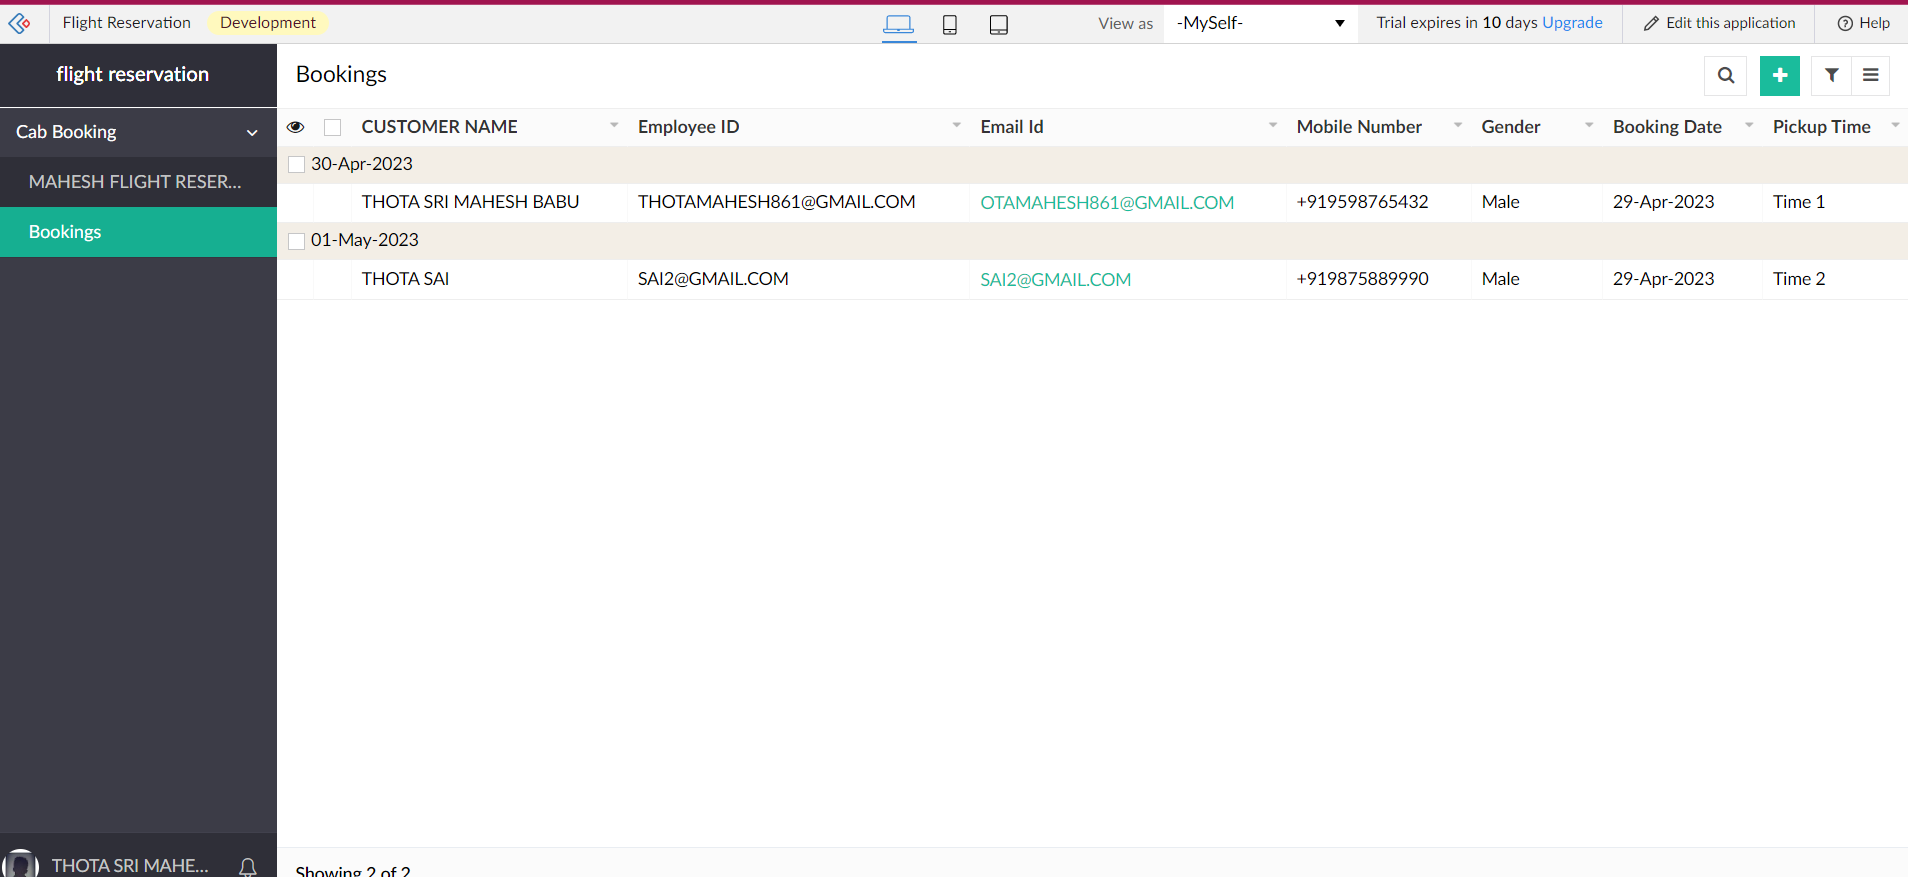 Flight Reservation Development View as -MySelf- Trial expires in 10 days Upgrade Edit this application Help
flight reservation
Cab Booking
MAHESH FLIGHT RESER...
Bookings
THOTA SRI MAHE...
Bookings
CUSTOMER NAME Employee ID Email Id Mobile Number Gender Booking Date Pickup Time
30-Apr-2023
THOTA SRI MAHESH BABU THOTAMAHESH861@GMAIL.COM OTAMAHESH861@GMAIL.COM +919598765432 Male 29-Apr-2023 Time 1
01-May-2023
THOTA SAI SAI2@GMAIL.COM SAI2@GMAIL.COM +919875889990 Male 29-Apr-2023 Time 2
Showing 2 of 2